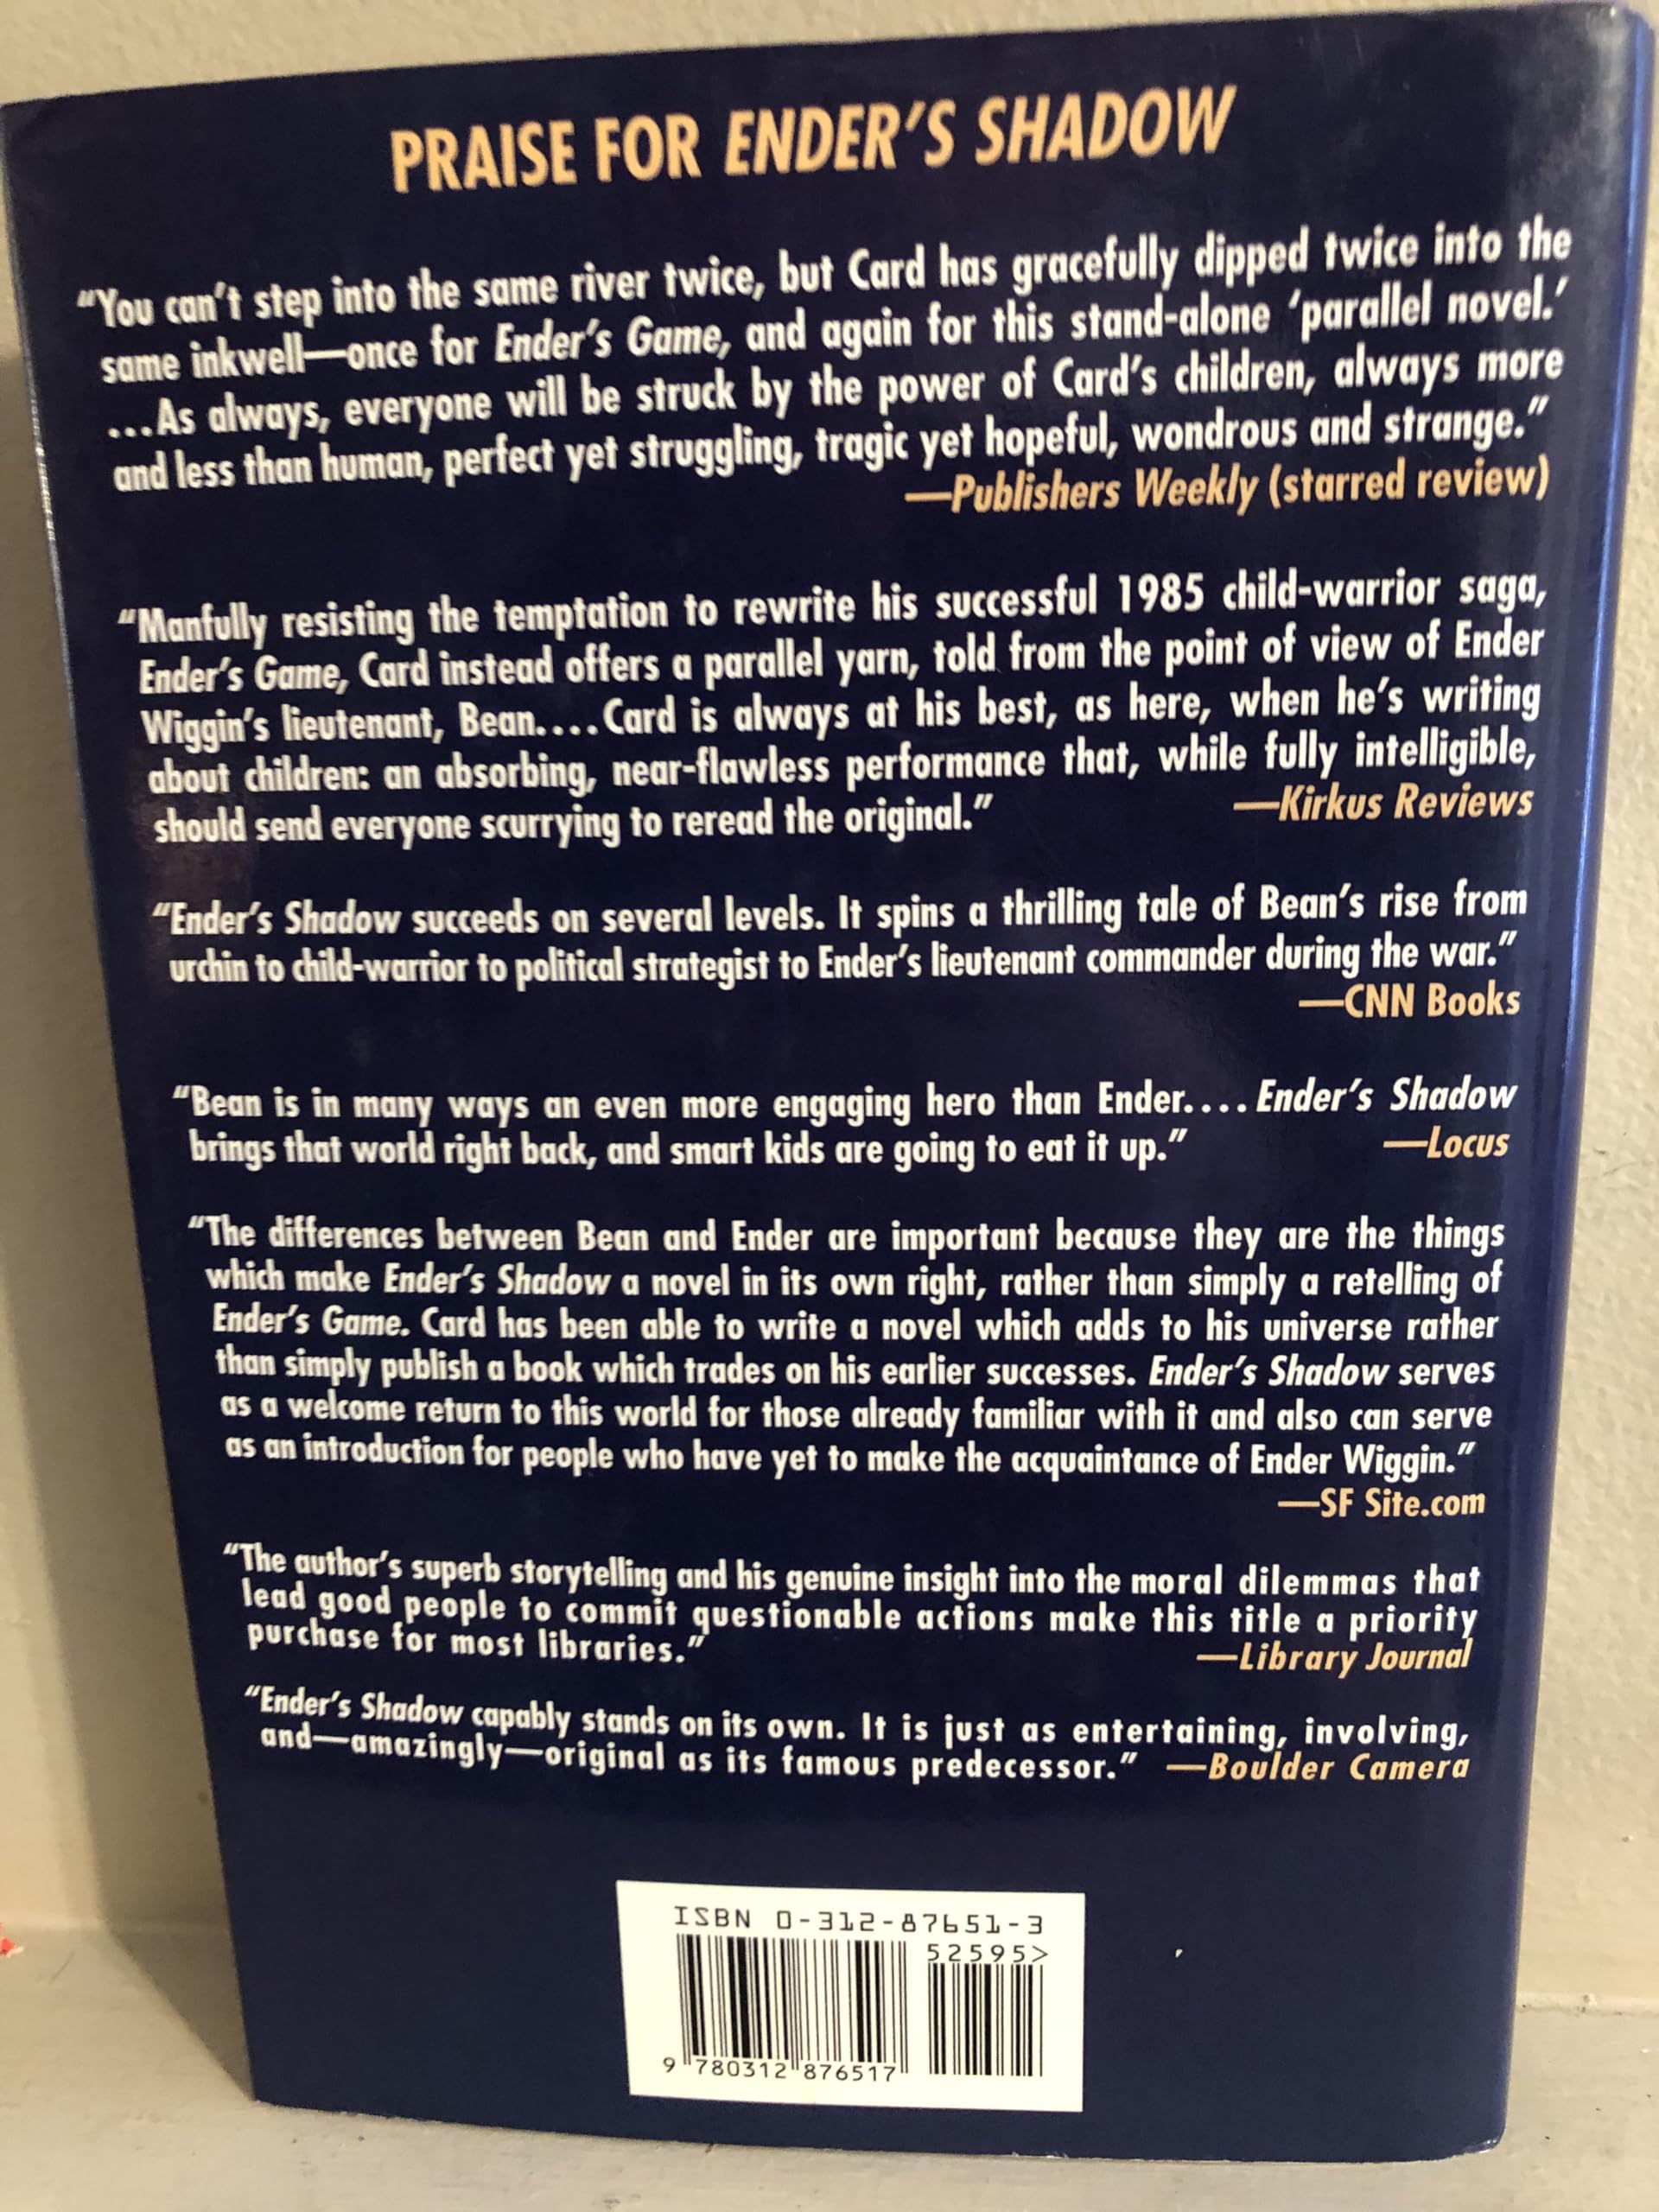 PRAISE FOR ENDER'S SHADOW
“You can't step into the same river twice, but Card has gracefully dipped twice into the
same inkwell—once for Ender's Game, and again for this stand-alone 'parallel novel.'
...As always, everyone will be struck by the power of Card's children, always more
and less than human, perfect yet struggling, tragic yet hopeful, wondrous and strange.”
—Publishers Weekly (starred review)
“Manfully resisting the temptation to rewrite his successful 1985 child-warrior saga,
Ender's Game, Card instead offers a parallel yarn, told from the point of view of Ender
Wiggin's lieutenant, Bean....Card is always at his best, as here, when he's writing
about children: an absorbing, near-flawless performance that, while fully intelligible,
should send everyone scurrying to reread the original.” —Kirkus Reviews
“Ender's Shadow succeeds on several levels. It spins a thrilling tale of Bean's rise from
urchin to child-warrior to political strategist to Ender's lieutenant commander during the war.”
—CNN Books
“Bean is in many ways an even more engaging hero than Ender.... Ender's Shadow
brings that world right back, and smart kids are going to eat it up.” —Locus
“The differences between Bean and Ender are important because they are the things
which make Ender's Shadow a novel in its own right, rather than simply a retelling of
Ender's Game. Card has been able to write a novel which adds to his universe rather
than simply publish a book which trades on his earlier successes. Ender's Shadow serves
as a welcome return to this world for those already familiar with it and also can serve
as an introduction for people who have yet to make the acquaintance of Ender Wiggin.”
—SF Site.com
“The author's superb storytelling and his genuine insight into the moral dilemmas that
lead good people to commit questionable actions make this title a priority
purchase for most libraries.” —Library Journal
“Ender's Shadow capably stands on its own. It is just as entertaining, involving,
and—amazingly—original as its famous predecessor.” —Boulder Camera
ISBN 0-312-87651-3
52595>
9 780312 876517